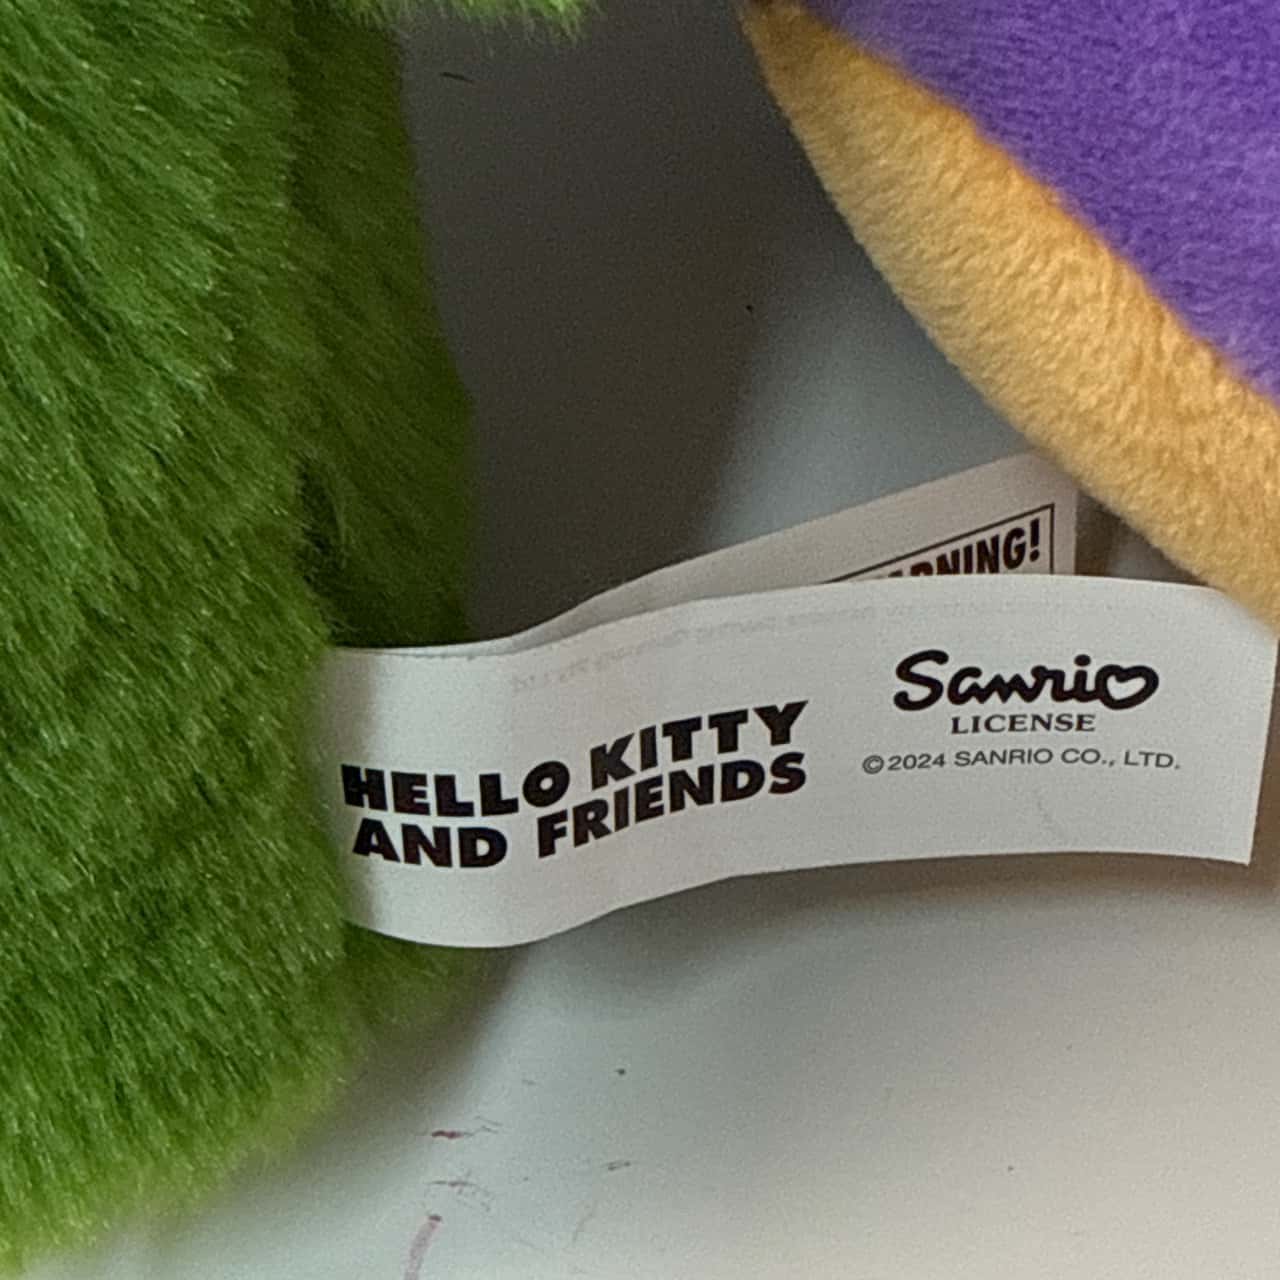 HELLO KITTY
AND FRIENDS
Sanrio
LICENSE
©2024 SANRIO CO., LTD.